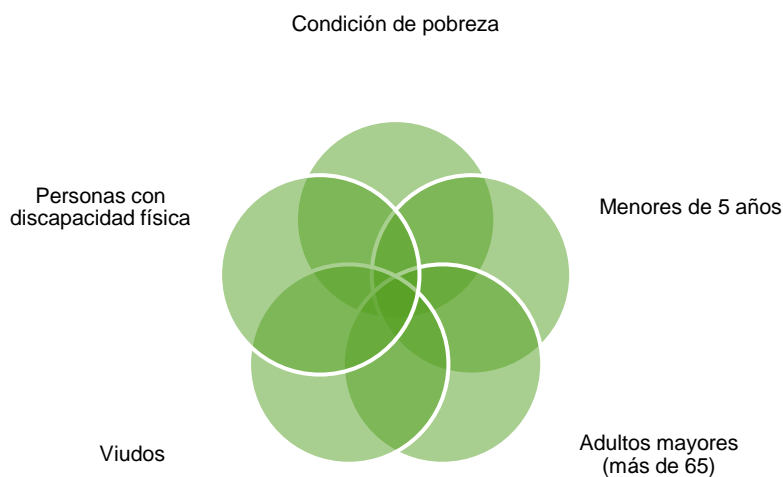 Condición de pobreza
Personas con
discapacidad física
Menores de 5 años
Viudos
Adultos mayores
(más de 65)